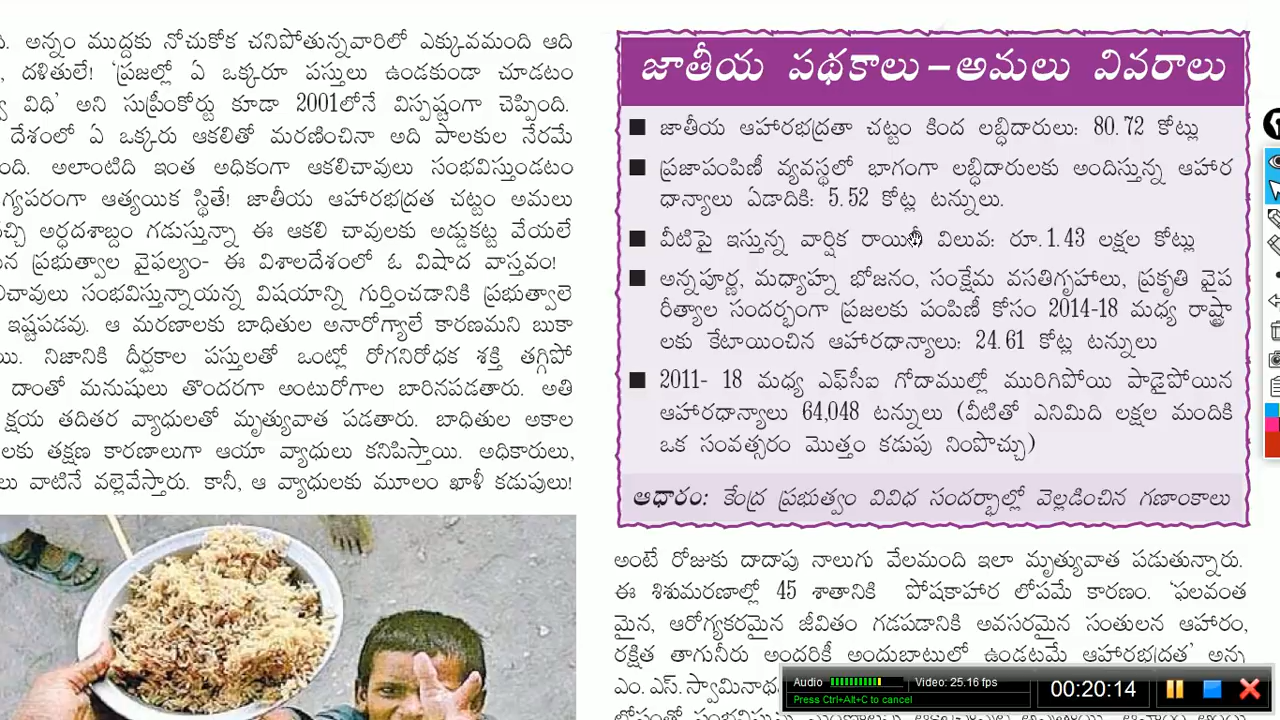 అన్నం ముద్దకు నోచుకోక చనిపోతున్నవారిలో ఎక్కువమంది ఆది
దళితులే! 'ప్రజల్లో ఏ ఒక్కరూ పస్తులు ఉండకుండా చూడటం
విధి' అని సుప్రీంకోర్టు కూడా 2001లోనే విస్పష్టంగా చెప్పింది.
దేశంలో ఏ ఒక్కరు ఆకలితో మరణించినా అది పాలకుల నేరమే
అలాంటిది ఇంత అధికంగా ఆకలిచావులు సంభవిస్తుండటం
గ్యపరంగా ఆత్యయిక స్థితే! జాతీయ ఆహారభద్రత చట్టం అమలు
చ్చి అర్ధదశాబ్దం గడుస్తున్నా ఈ ఆకలి చావులకు అడ్డుకట్ట వేయలే
ప్రభుత్వాల వైఫల్యం- ఈ విశాలదేశంలో ఓ విషాద వాస్తవం!
చావులు సంభవిస్తున్నాయన్న విషయాన్ని గుర్తించడానికి ప్రభుత్వాలె
ఇష్టపడవు. ఆ మరణాలకు బాధితుల అనారోగ్యాలే కారణమని బుకా
నిజానికి దీర్ఘకాల పస్తులతో ఒంట్లో రోగనిరోధక శక్తి తగ్గిపో
దాంతో మనుషులు తొందరగా అంటురోగాల బారినపడతారు. అతి
క్షయ తదితర వ్యాధులతో మృత్యువాత పడతారు. బాధితుల అకాల
లకు తక్షణ కారణాలుగా ఆయా వ్యాధులు కనిపిస్తాయి. అధికారులు,
లు వాటినే వల్లెవేస్తారు. కానీ, ఆ వ్యాధులకు మూలం ఖాళీ కడుపులు!
జాతీయ పథకాలు–అమలు వివరాలు
■ జాతీయ ఆహారభద్రతా చట్టం కింద లబ్ధిదారులు: 80.72 కోట్లు
■ ప్రజాపంపిణీ వ్యవస్థలో భాగంగా లబ్ధిదారులకు అందిస్తున్న ఆహార
ధాన్యాలు ఏడాదికి: 5.52 కోట్ల టన్నులు.
■ వీటిపై ఇస్తున్న వార్షిక రాయితీ విలువ: రూ.1.43 లక్షల కోట్లు
■ అన్నపూర్ణ, మధ్యాహ్న భోజనం, సంక్షేమ వసతిగృహాలు, ప్రకృతి వైప
రీత్యాల సందర్భంగా ప్రజలకు పంపిణీ కోసం 2014-18 మధ్య రాష్ట్రా
లకు కేటాయించిన ఆహారధాన్యాలు: 24.61 కోట్ల టన్నులు
■ 2011- 18 మధ్య ఎఫ్‌సీఐ గోదాముల్లో మురిగిపోయి పాడైపోయిన
ఆహారధాన్యాలు 64,048 టన్నులు (వీటితో ఎనిమిది లక్షల మందికి
ఒక సంవత్సరం మొత్తం కడుపు నింపొచ్చు)
ఆధారం: కేంద్ర ప్రభుత్వం వివిధ సందర్భాల్లో వెల్లడించిన గణాంకాలు
అంటే రోజుకు దాదాపు నాలుగు వేలమంది ఇలా మృత్యువాత పడుతున్నారు.
ఈ శిశుమరణాల్లో 45 శాతానికి పోషకాహార లోపమే కారణం. 'ఫలవంత
మైన, ఆరోగ్యకరమైన జీవితం గడపడానికి అవసరమైన సంతులన ఆహారం,
రక్షిత తాగునీరు అందరికీ అందుబాటులో ఉండటమే ఆహారభద్రత' అన్న
ఎం. ఎస్. స్వామినాథ
Audio
Video: 25.16 fps
Press Ctrl+Alt+C to cancel
00:20:14